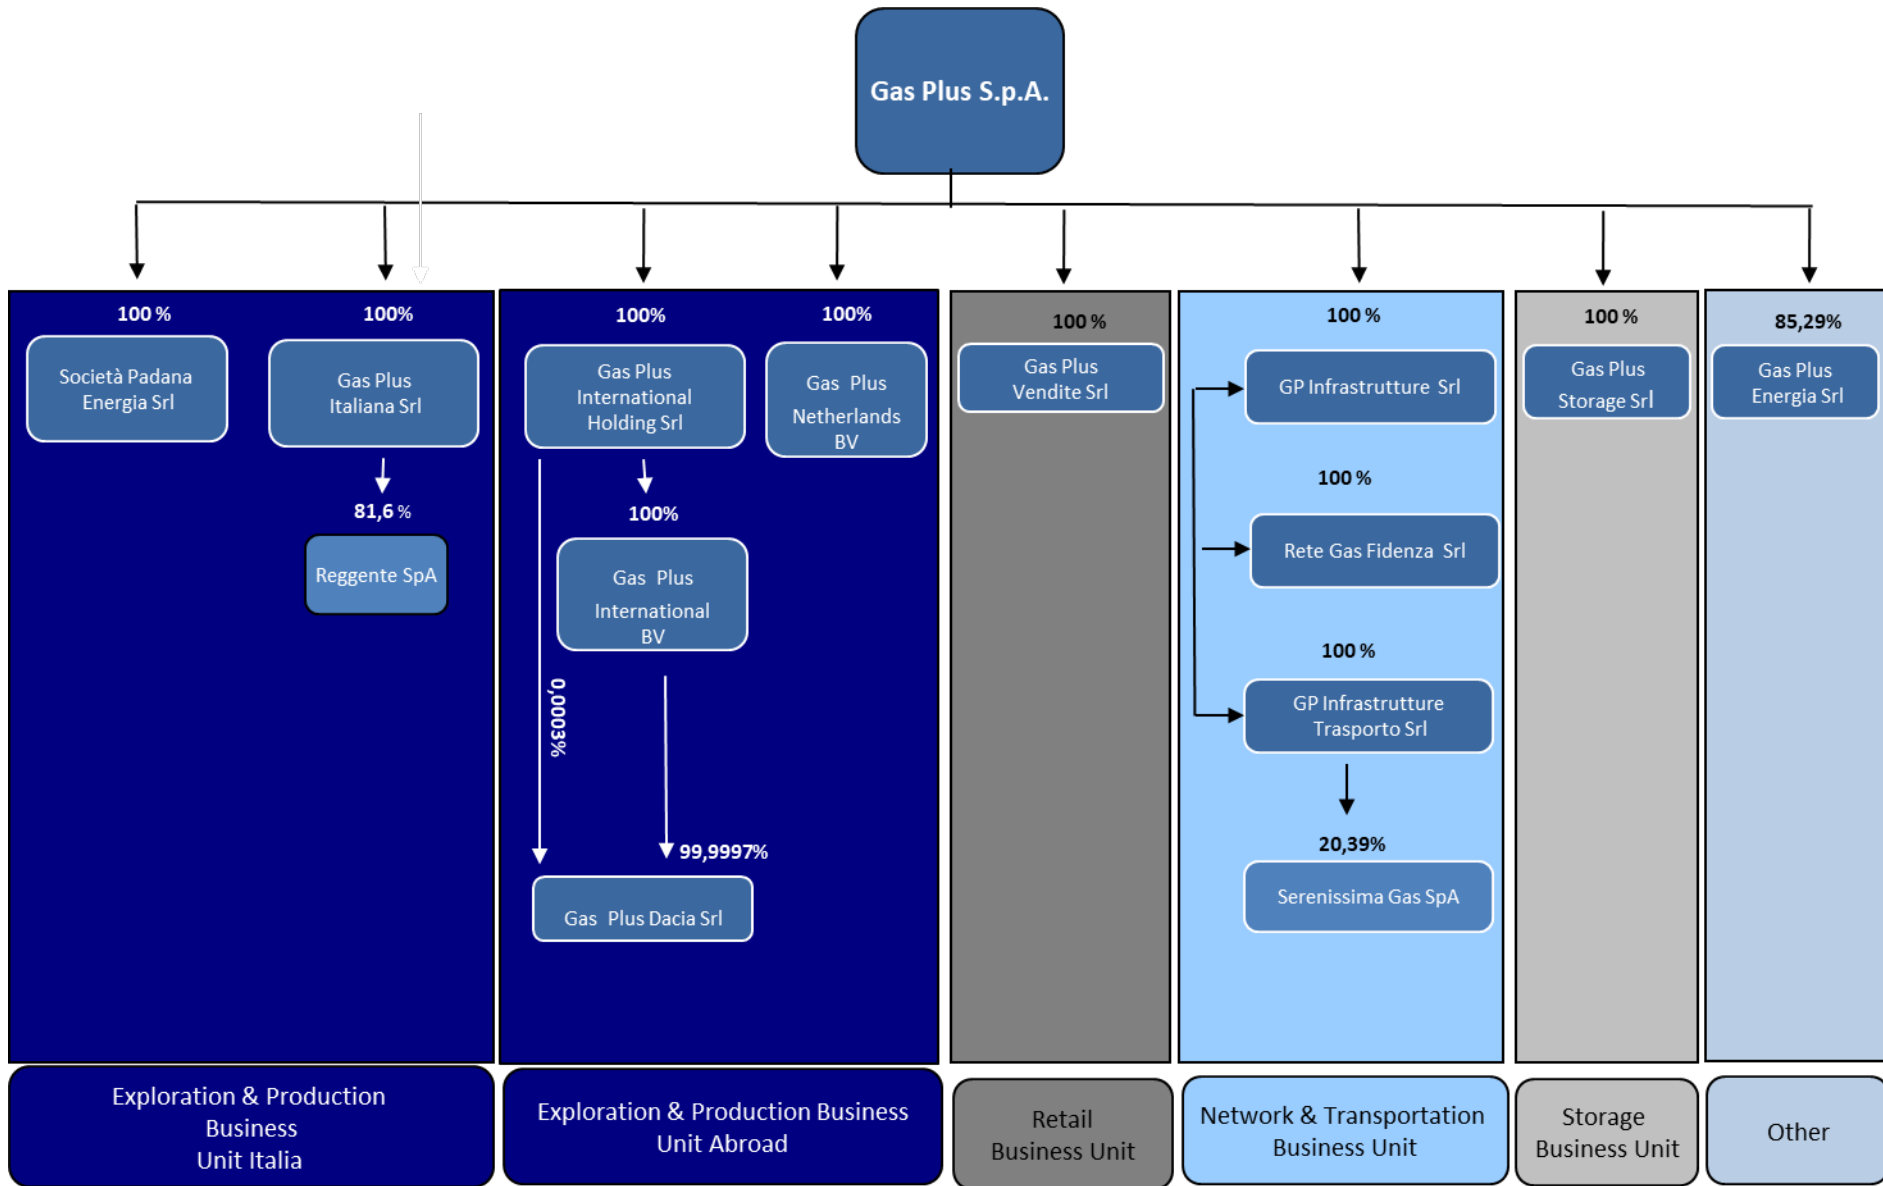 Gas Plus S.p.A.
100 %
Società Padana
Energia Srl
100%
Gas Plus
Italiana Srl
81,6 %
Reggente SpA
100%
Gas Plus
International
Holding Srl
100%
Gas Plus
Netherlands
BV
100%
Gas Plus
International
BV
0,00003%
99,9997%
Gas Plus Dacia Srl
100 %
Gas Plus
Vendite Srl
100 %
GP Infrastrutture Srl
100 %
Rete Gas Fidenza Srl
100 %
GP Infrastrutture
Trasporto Srl
20,39%
Serenissima Gas SpA
100 %
Gas Plus
Storage Srl
85,29%
Gas Plus
Energia Srl
Exploration & Production
Business
Unit Italia
Exploration & Production Business
Unit Abroad
Retail
Business Unit
Network & Transportation
Business Unit
Storage
Business Unit
Other